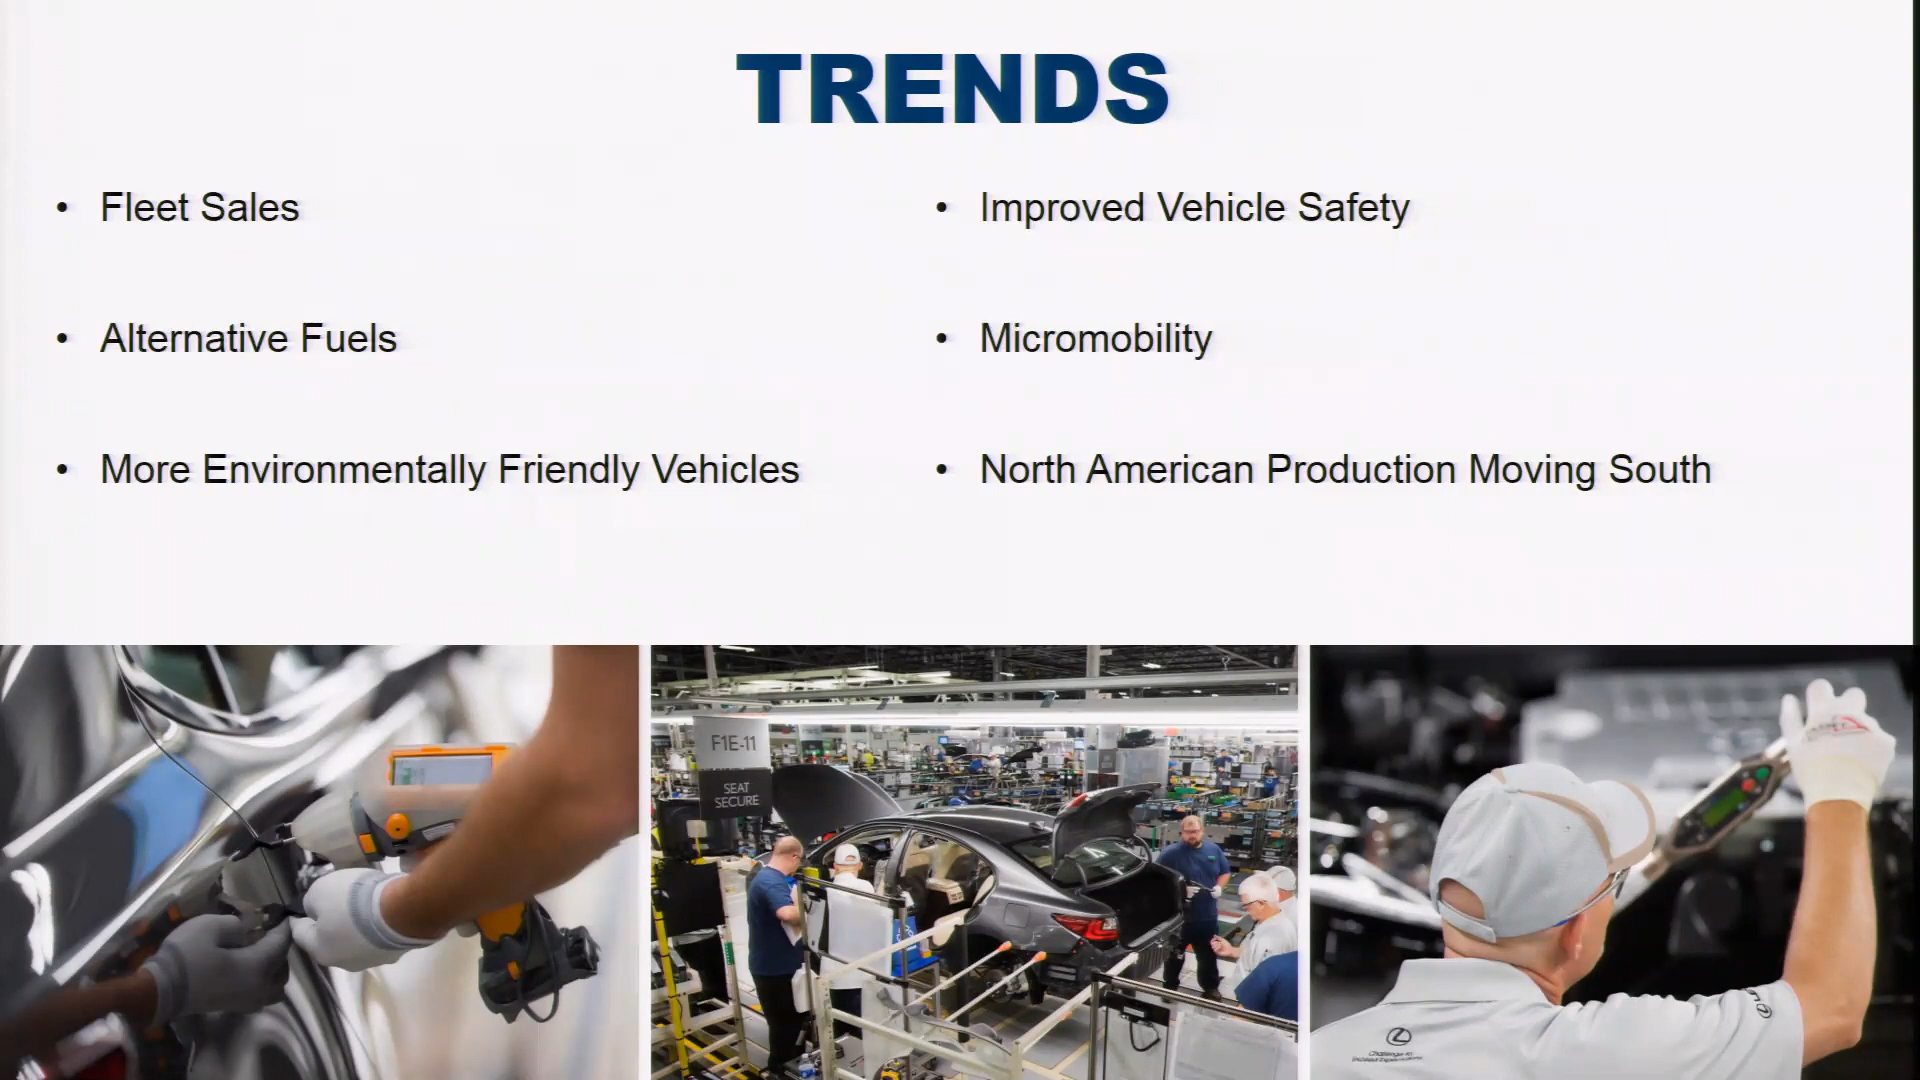 TRENDS
• Fleet Sales
• Alternative Fuels
• More Environmentally Friendly Vehicles
• Improved Vehicle Safety
• Micromobility
• North American Production Moving South
F1E-11
SEAT
SECURE